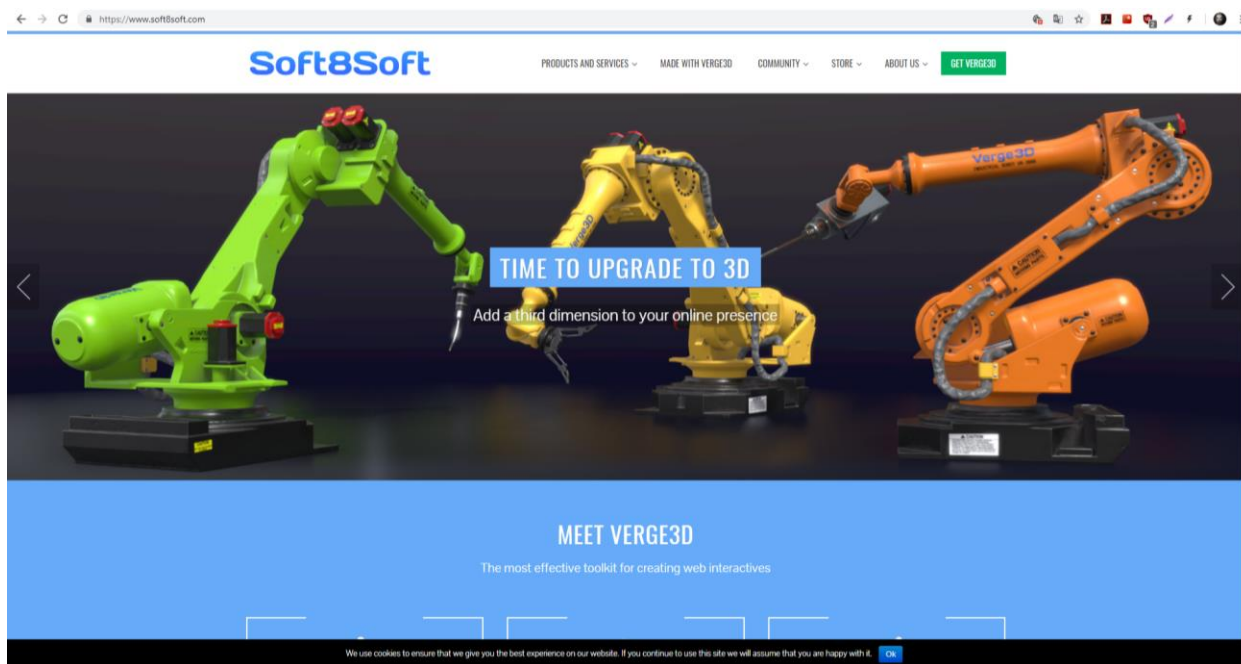 https://www.soft8soft.com
Soft8Soft
PRODUCTS AND SERVICES
MADE WITH VERGE3D
COMMUNITY
STORE
ABOUT US
GET VERGE3D
Verge3D
Verge3D
TIME TO UPGRADE TO 3D
Add a third dimension to your online presence
MEET VERGE3D
The most effective toolkit for creating web interactives
We use cookies to ensure that we give you the best experience on our website. If you continue to use this site we will assume that you are happy with it.
Ok